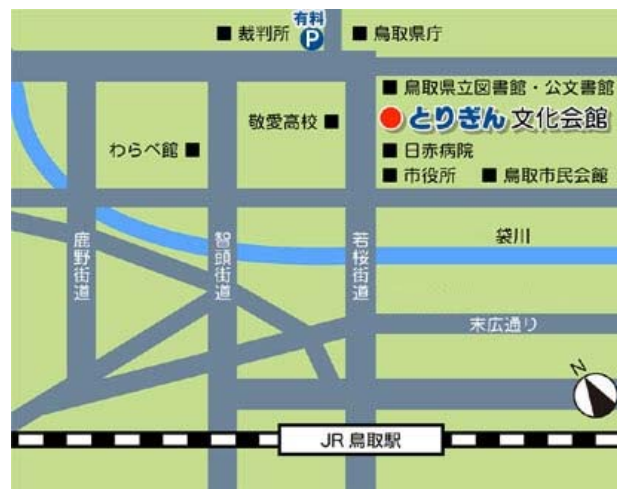 有料
P
■ 裁判所
■ 鳥取県庁
■ 鳥取県立図書館・公文書館
とりぎん 文化会館
敬愛高校 ■
わらべ館 ■
■ 日赤病院
■ 市役所 ■ 鳥取市民会館
鹿野街道
智頭街道
若桜街道
袋川
末広通り
N
JR 鳥取駅